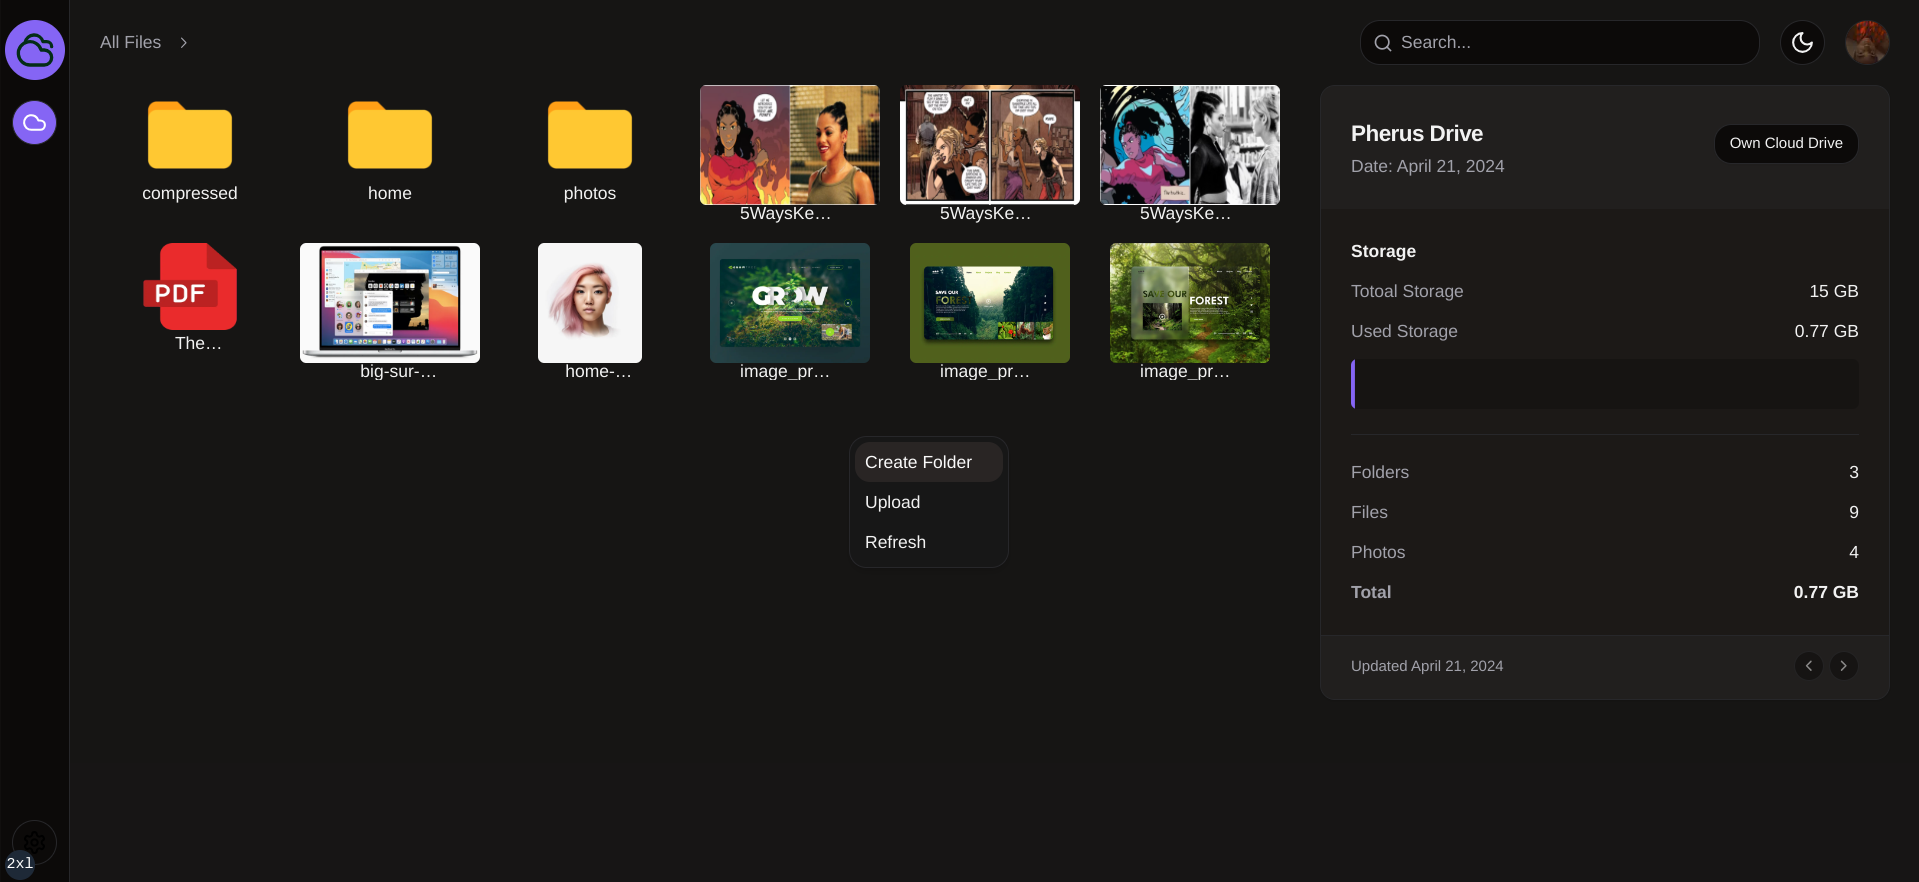 All Files
Search...
compressed
home
photos
5WaysKe…
5WaysKe…
5WaysKe…
PDF
The…
big-sur-…
home-…
GROW
image_pr…
SAVE OUR
FORES
image_pr…
SAVE OUR
FOREST
image_pr…
Create Folder
Upload
Refresh
Pherus Drive
Own Cloud Drive
Date: April 21, 2024
Storage
Totoal Storage
15 GB
Used Storage
0.77 GB
Folders
3
Files
9
Photos
4
Total
0.77 GB
Updated April 21, 2024
2xl